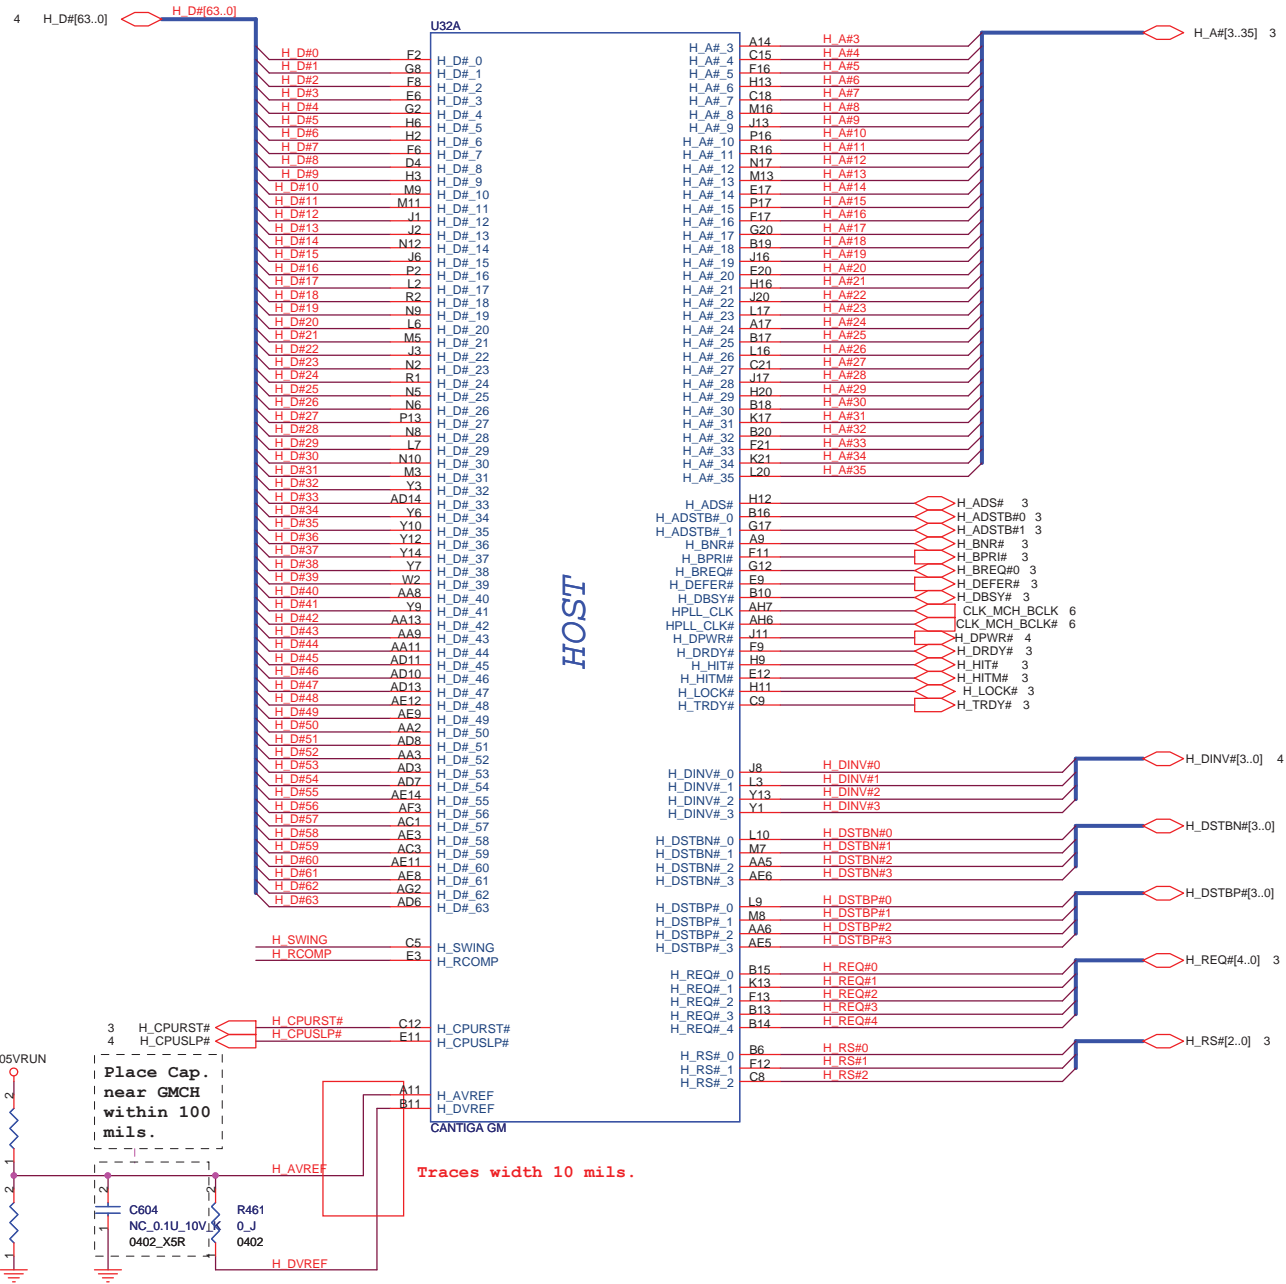 4 H_D#[63..0] H_D#[63..0]
U32A
H_A#[3..35] 3
H_D#0 F2 H_D#_0
H_D#1 G8 H_D#_1
H_D#2 F8 H_D#_2
H_D#3 E6 H_D#_3
H_D#4 G2 H_D#_4
H_D#5 H6 H_D#_5
H_D#6 H2 H_D#_6
H_D#7 F6 H_D#_7
H_D#8 D4 H_D#_8
H_D#9 H3 H_D#_9
H_D#10 M9 H_D#_10
H_D#11 M11 H_D#_11
H_D#12 J1 H_D#_12
H_D#13 J2 H_D#_13
H_D#14 N12 H_D#_14
H_D#15 J6 H_D#_15
H_D#16 P2 H_D#_16
H_D#17 L2 H_D#_17
H_D#18 R2 H_D#_18
H_D#19 N9 H_D#_19
H_D#20 L6 H_D#_20
H_D#21 M5 H_D#_21
H_D#22 J3 H_D#_22
H_D#23 N2 H_D#_23
H_D#24 R1 H_D#_24
H_D#25 N5 H_D#_25
H_D#26 N6 H_D#_26
H_D#27 P13 H_D#_27
H_D#28 N8 H_D#_28
H_D#29 L7 H_D#_29
H_D#30 N10 H_D#_30
H_D#31 M3 H_D#_31
H_D#32 Y3 H_D#_32
H_D#33 AD14 H_D#_33
H_D#34 Y6 H_D#_34
H_D#35 Y10 H_D#_35
H_D#36 Y12 H_D#_36
H_D#37 Y14 H_D#_37
H_D#38 Y7 H_D#_38
H_D#39 W2 H_D#_39
H_D#40 AA8 H_D#_40
H_D#41 Y9 H_D#_41
H_D#42 AA13 H_D#_42
H_D#43 AA9 H_D#_43
H_D#44 AA11 H_D#_44
H_D#45 AD11 H_D#_45
H_D#46 AD10 H_D#_46
H_D#47 AD13 H_D#_47
H_D#48 AE12 H_D#_48
H_D#49 AE9 H_D#_49
H_D#50 AA2 H_D#_50
H_D#51 AD8 H_D#_51
H_D#52 AA3 H_D#_52
H_D#53 AD3 H_D#_53
H_D#54 AD7 H_D#_54
H_D#55 AE14 H_D#_55
H_D#56 AF3 H_D#_56
H_D#57 AC1 H_D#_57
H_D#58 AE3 H_D#_58
H_D#59 AC3 H_D#_59
H_D#60 AE11 H_D#_60
H_D#61 AE8 H_D#_61
H_D#62 AG2 H_D#_62
H_D#63 AD6 H_D#_63
H_SWING C5 H_SWING
H_RCOMP E3 H_RCOMP
3 H_CPURST# H_CPURST# C12 H_CPURST#
4 H_CPUSLP# H_CPUSLP# E11 H_CPUSLP#
A11 H_AVREF
B11 H_DVREF
HOST
H_A#_3 A14 H_A#3
H_A#_4 C15 H_A#4
H_A#_5 F16 H_A#5
H_A#_6 H13 H_A#6
H_A#_7 C18 H_A#7
H_A#_8 M16 H_A#8
H_A#_9 J13 H_A#9
H_A#_10 P16 H_A#10
H_A#_11 R16 H_A#11
H_A#_12 N17 H_A#12
H_A#_13 M13 H_A#13
H_A#_14 E17 H_A#14
H_A#_15 P17 H_A#15
H_A#_16 F17 H_A#16
H_A#_17 G20 H_A#17
H_A#_18 B19 H_A#18
H_A#_19 J16 H_A#19
H_A#_20 E20 H_A#20
H_A#_21 H16 H_A#21
H_A#_22 J20 H_A#22
H_A#_23 L17 H_A#23
H_A#_24 A17 H_A#24
H_A#_25 B17 H_A#25
H_A#_26 L16 H_A#26
H_A#_27 C21 H_A#27
H_A#_28 J17 H_A#28
H_A#_29 H20 H_A#29
H_A#_30 B18 H_A#30
H_A#_31 K17 H_A#31
H_A#_32 B20 H_A#32
H_A#_33 F21 H_A#33
H_A#_34 K21 H_A#34
H_A#_35 L20 H_A#35
H_ADS# H12 H_ADS# 3
H_ADSTB#_0 B16 H_ADSTB#0 3
H_ADSTB#_1 G17 H_ADSTB#1 3
H_BNR# A9 H_BNR# 3
H_BPRI# F11 H_BPRI# 3
H_BREQ# G12 H_BREQ#0 3
H_DEFER# E9 H_DEFER# 3
H_DBSY# B10 H_DBSY# 3
HPLL_CLK AH7 CLK_MCH_BCLK 6
HPLL_CLK# AH6 CLK_MCH_BCLK# 6
H_DPWR# J11 H_DPWR# 4
H_DRDY# F9 H_DRDY# 3
H_HIT# H9 H_HIT# 3
H_HITM# E12 H_HITM# 3
H_LOCK# H11 H_LOCK# 3
H_TRDY# C9 H_TRDY# 3
H_DINV#_0 J8 H_DINV#0 H_DINV#[3..0] 4
H_DINV#_1 L3 H_DINV#1
H_DINV#_2 Y13 H_DINV#2
H_DINV#_3 Y1 H_DINV#3
H_DSTBN#_0 L10 H_DSTBN#0 H_DSTBN#[3..0]
H_DSTBN#_1 M7 H_DSTBN#1
H_DSTBN#_2 AA5 H_DSTBN#2
H_DSTBN#_3 AE6 H_DSTBN#3
H_DSTBP#_0 L9 H_DSTBP#0 H_DSTBP#[3..0]
H_DSTBP#_1 M8 H_DSTBP#1
H_DSTBP#_2 AA6 H_DSTBP#2
H_DSTBP#_3 AE5 H_DSTBP#3
H_REQ#_0 B15 H_REQ#0 H_REQ#[4..0] 3
H_REQ#_1 K13 H_REQ#1
H_REQ#_2 F13 H_REQ#2
H_REQ#_3 B13 H_REQ#3
H_REQ#_4 B14 H_REQ#4
H_RS#_0 B6 H_RS#0 H_RS#[2..0] 3
H_RS#_1 F12 H_RS#1
H_RS#_2 C8 H_RS#2
CANTIGA GM
05VRUN
Place Cap.
near GMCH
within 100
mils.
H_AVREF
Traces width 10 mils.
2
1
2
1
2
1
C604
NC_0.1U_10V_K
0402_X5R
2
1
R461
0_J
0402
H_DVREF